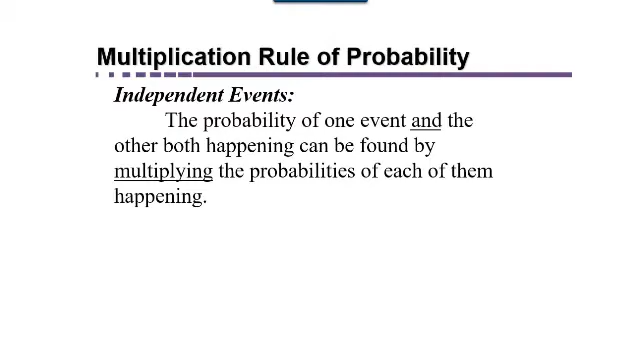 Multiplication Rule of Probability
Independent Events:
The probability of one event and the
other both happening can be found by
multiplying the probabilities of each of them
happening.